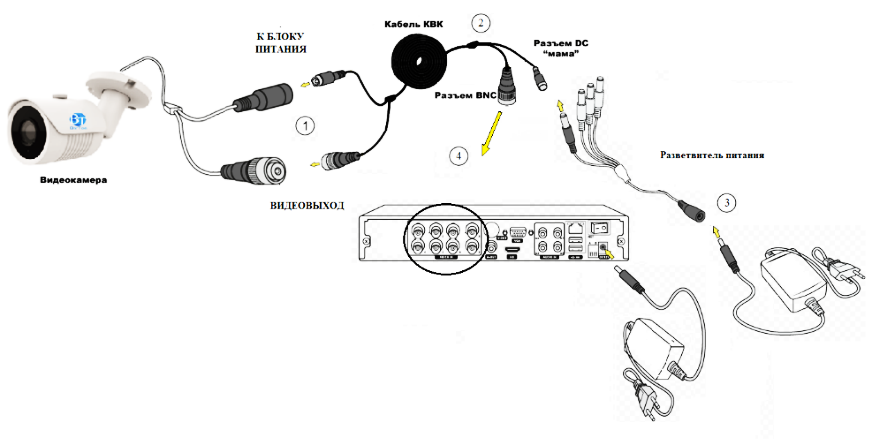 Кабель КВК
2
К БЛОКУ
ПИТАНИЯ
Разъем DC
"мама"
Разъем BNC
1
4
Разветвитель питания
Видеокамера
3
ВИДЕОВЫХОД